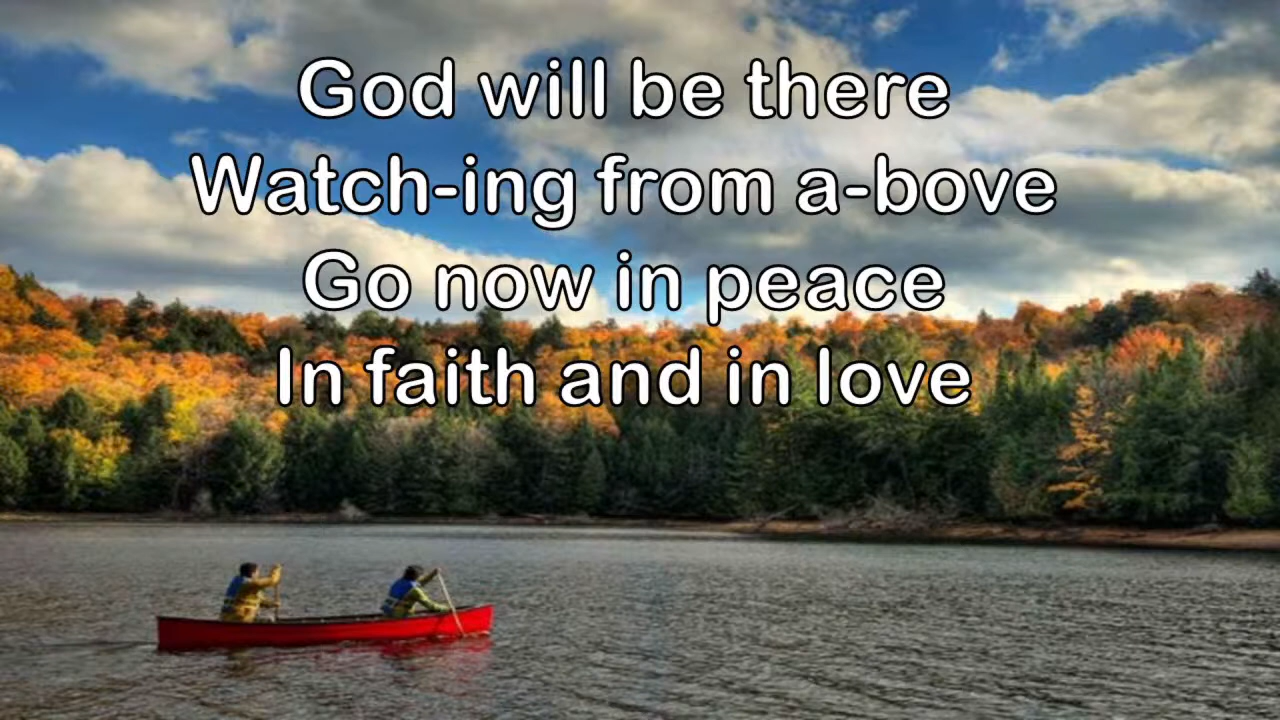 God will be there
Watch-ing from a-bove
Go now in peace
In faith and in love